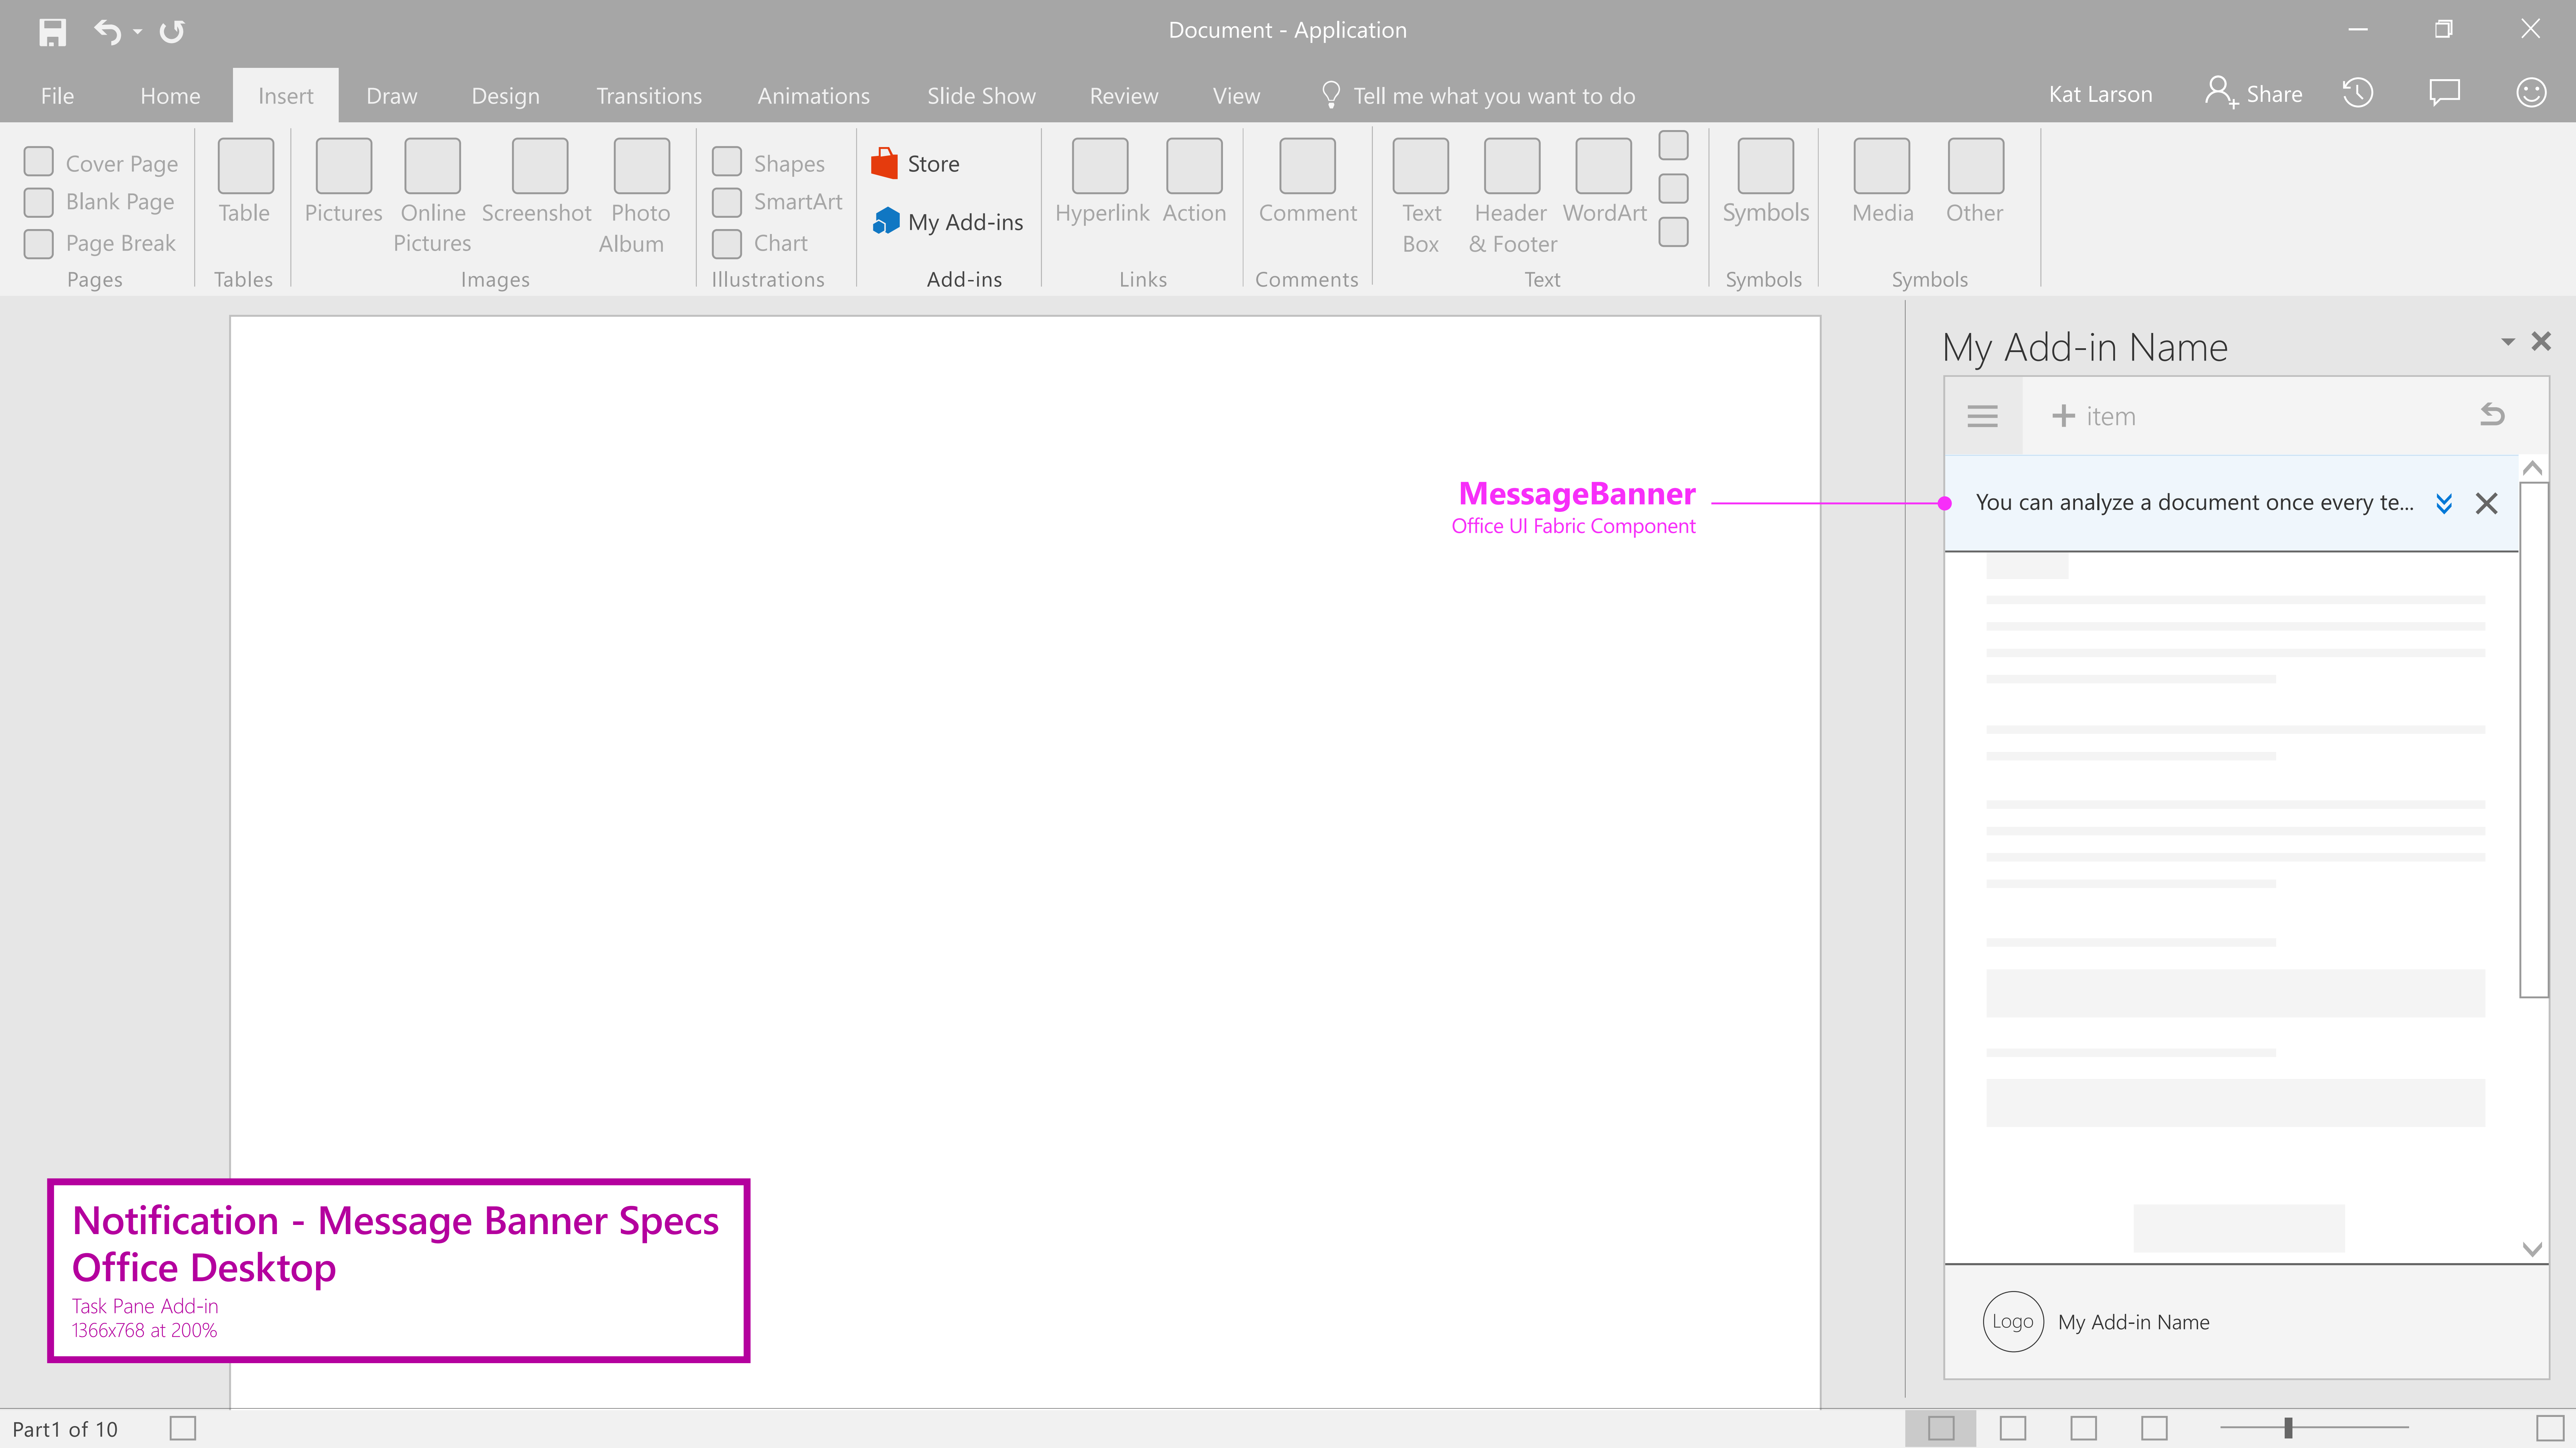 Document - Application
File
Home
Insert
Draw
Design
Transitions
Animations
Slide Show
Review
View
Tell me what you want to do
Kat Larson
Share
Cover Page
Blank Page
Page Break
Pages
Table
Tables
Pictures
Online
Pictures
Screenshot
Photo
Album
Images
Shapes
SmartArt
Chart
Illustrations
Store
My Add-ins
Add-ins
Hyperlink
Action
Links
Comment
Comments
Text
Box
Header
& Footer
WordArt
Text
Symbols
Symbols
Media
Other
Symbols
My Add-in Name
item
MessageBanner
Office UI Fabric Component
You can analyze a document once every te...
Notification - Message Banner Specs
Office Desktop
Task Pane Add-in
1366x768 at 200%
Logo
My Add-in Name
Part1 of 10